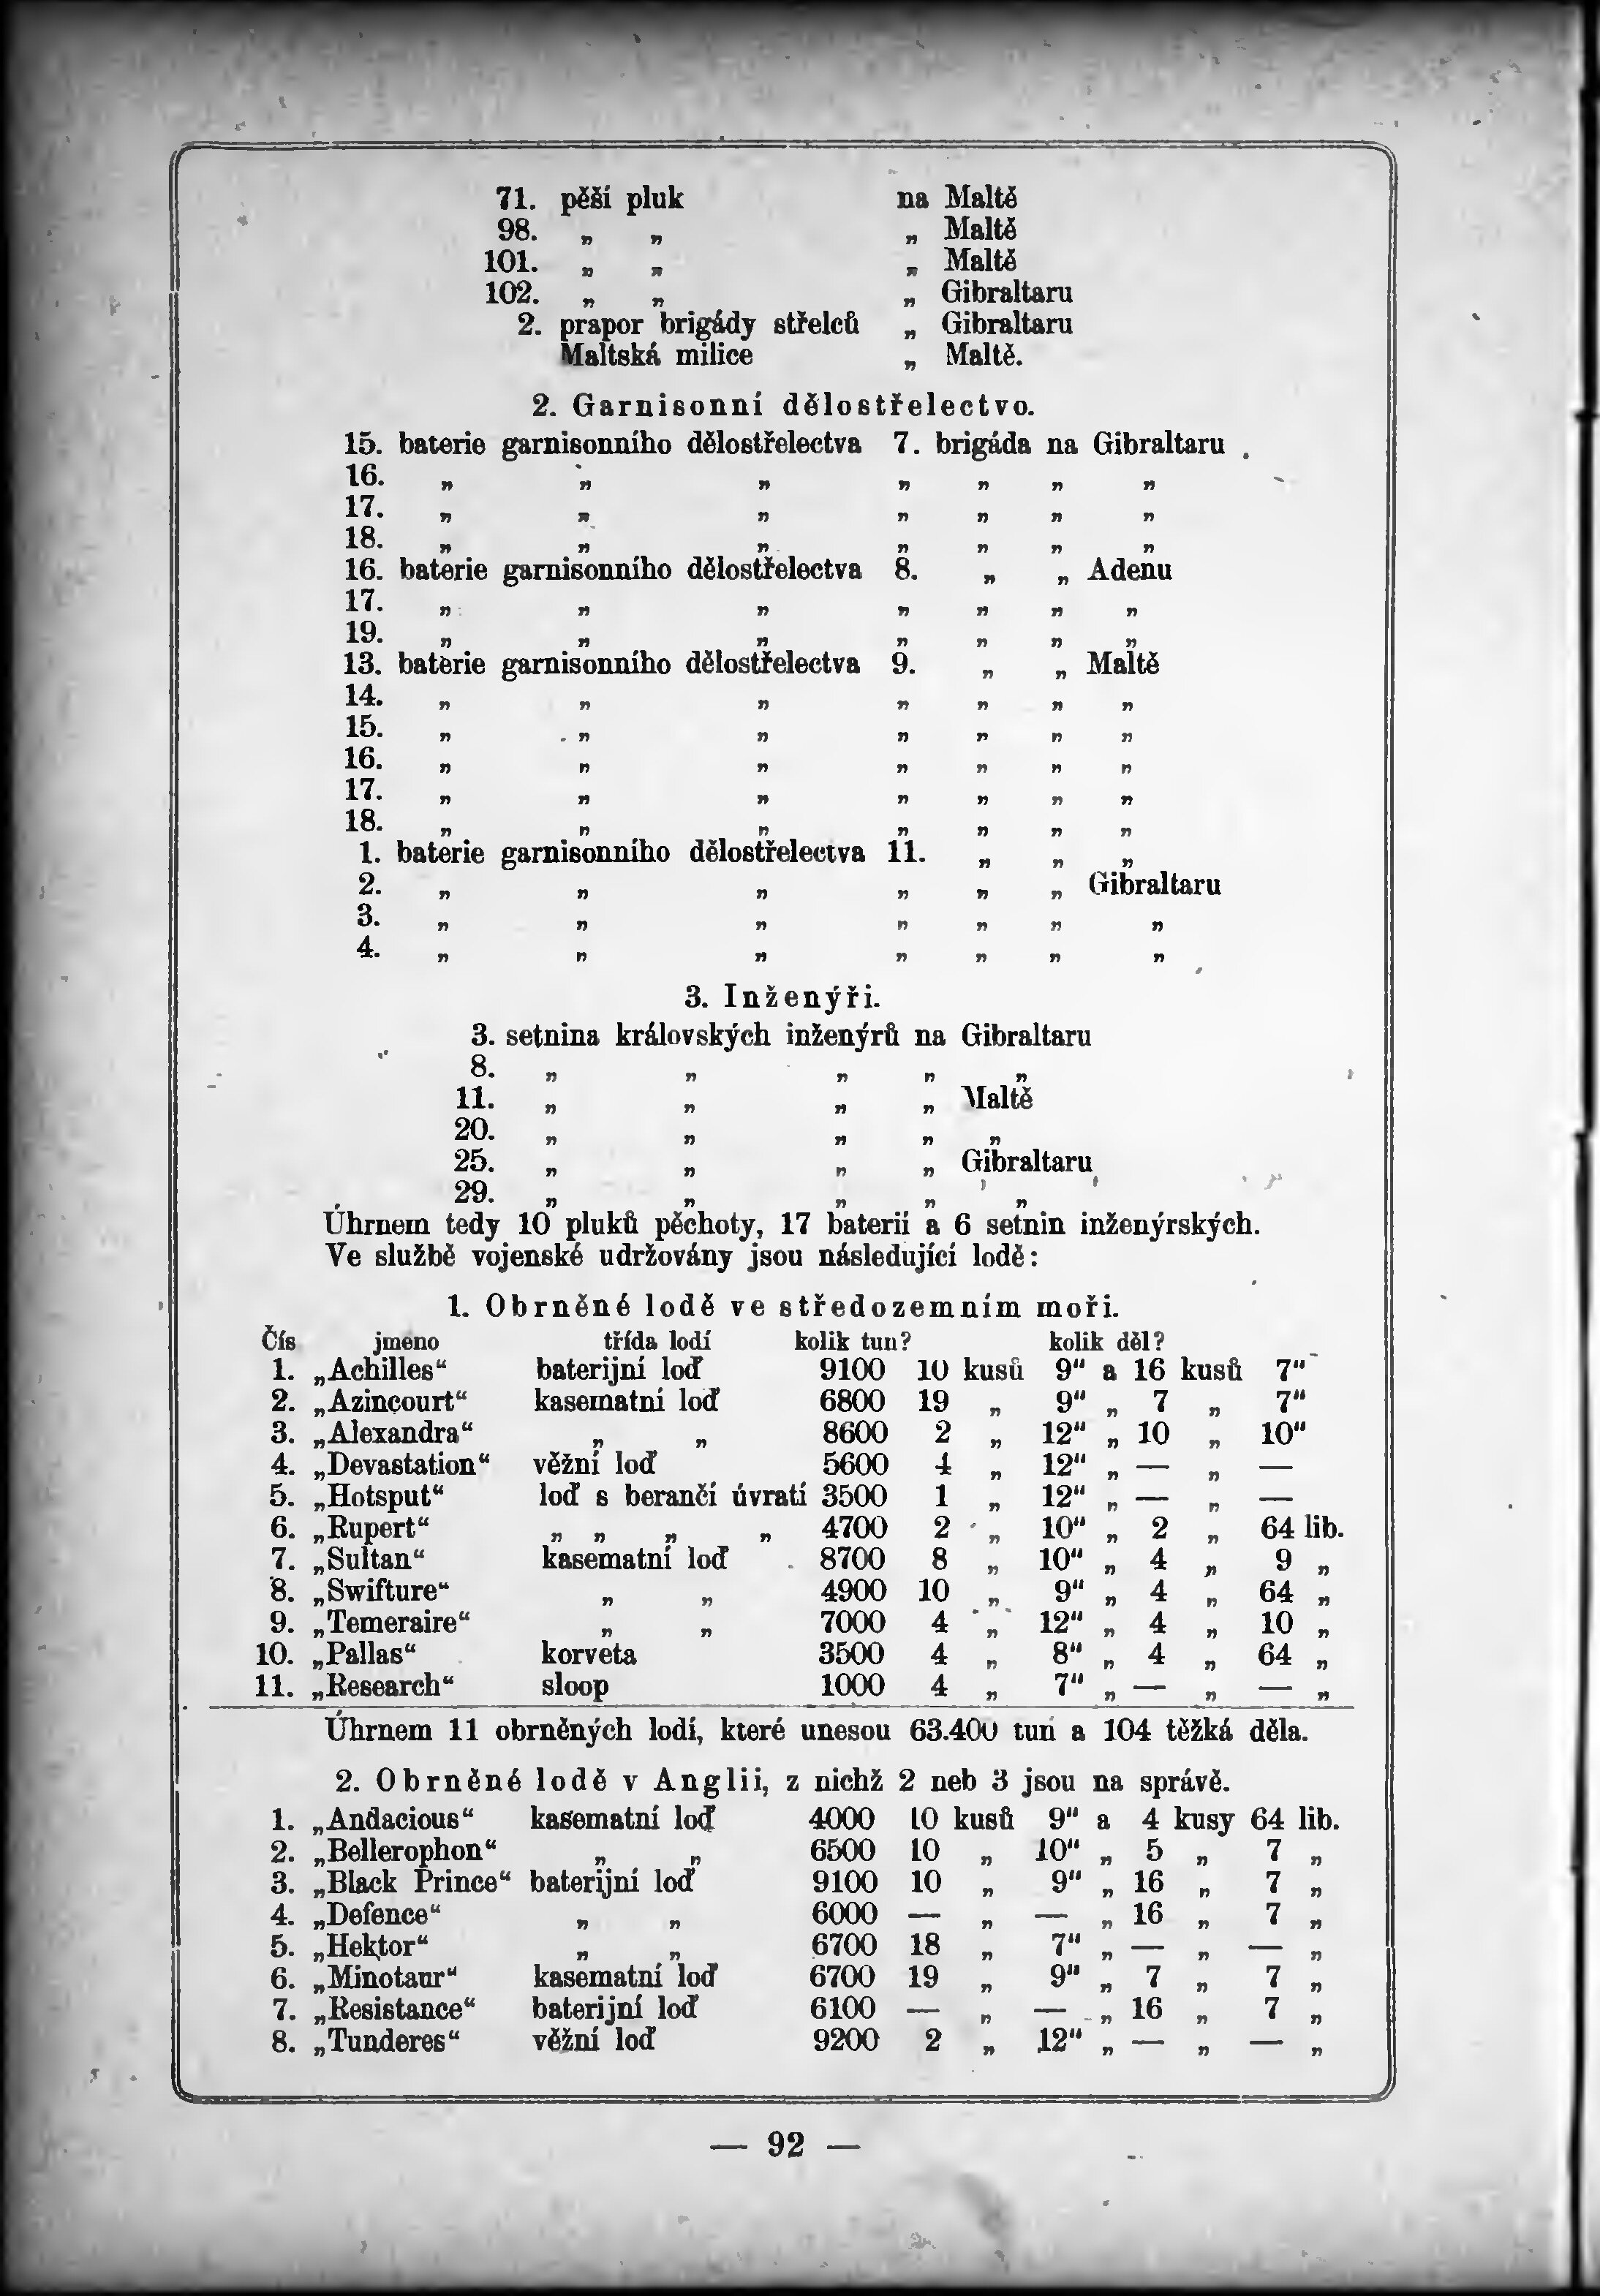 71. pěší pluk na Maltě
98. „ „ „ Maltě
101. „ „ „ Maltě
102. „ „ „ Gibraltaru
2. prapor brigády střelců „ Gibraltaru
Maltská milice „ Maltě.
2. Garnisonní dělostřelectvo.
15. baterie garnisonního dělostřelectva 7. brigáda na Gibraltaru
16. „ „ „ „ „ „ „
17. „ „ „ „ „ „ „
18. „ „ „ „ „ „ „
16. baterie garnisonního dělostřelectva 8. „ „ Adenu
17. „ „ „ „ „ „ „
19. „ „ „ „ „ „ „
13. baterie garnisonního dělostřelectva 9. „ „ Maltě
14. „ „ „ „ „ „ „
15. „ „ „ „ „ „ „
16. „ „ „ „ „ „ „
17. „ „ „ „ „ „ „
18. „ „ „ „ „ „ „
1. baterie garnisonního dělostřelectva 11. „ „ „
2. „ „ „ „ „ „ Gibraltaru
3. „ „ „ „ „ „ „
4. „ „ „ „ „ „ „
3. Inženýři.
3. setnina královských inženýrů na Gibraltaru
8. „ „ „ „ „
11. „ „ „ „ Maltě
20. „ „ „ „ „
25. „ „ „ „ Gibraltaru
29. „ „ „ „ „
Úhrnem tedy 10 pluků pěchoty, 17 baterií a 6 setnin inženýrských.
Ve službě vojenské udržovány jsou následující lodě:
1. Obrněné lodě ve středozemním moři.
Čís jmeno třída lodí kolik tun? kolik děl?
1. „Achilles“ baterijní loď 9100 10 kusů 9" a 16 kusů 7"
2. „Azincourt“ kasematní loď 6800 19 „ 9" „ 7 „ 7"
3. „Alexandra“ „ „ 8600 2 „ 12" „ 10 „ 10"
4. „Devastation“ věžní loď 5600 4 „ 12" „ — „ —
5. „Hotsput“ loď s berančí úvratí 3500 1 „ 12" „ — „ —
6. „Rupert“ „ „ „ „ 4700 2 „ 10" „ 2 „ 64 lib.
7. „Sultan“ kasematní loď 8700 8 „ 10" „ 4 „ 9 „
8. „Swifture“ „ „ 4900 10 „ 9" „ 4 „ 64 „
9. „Temeraire“ „ „ 7000 4 „ 12" „ 4 „ 10 „
10. „Pallas“ korveta 3500 4 „ 8" „ 4 „ 64 „
11. „Research“ sloop 1000 4 „ 7" „ — „ — „
Úhrnem 11 obrněných lodí, které unesou 63.400 tun a 104 těžká děla.
2. Obrněné lodě v Anglii, z nichž 2 neb 3 jsou na správě.
1. „Andacious“ kasematní loď 4000 10 kusů 9" a 4 kusy 64 lib.
2. „Bellerophon“ „ „ 6500 10 „ 10" „ 5 „ 7 „
3. „Black Prince“ baterijní loď 9100 10 „ 9" „ 16 „ 7 „
4. „Defence“ „ „ 6000 — „ — „ 16 „ 7 „
5. „Hektor“ „ „ 6700 18 „ 7" „ — „ — „
6. „Minotaur“ kasematní loď 6700 19 „ 9" „ 7 „ 7 „
7. „Resistance“ baterijní loď 6100 — „ — „ 16 „ 7 „
8. „Tunderes“ věžní loď 9200 2 „ 12" „ — „ — „
— 92 —